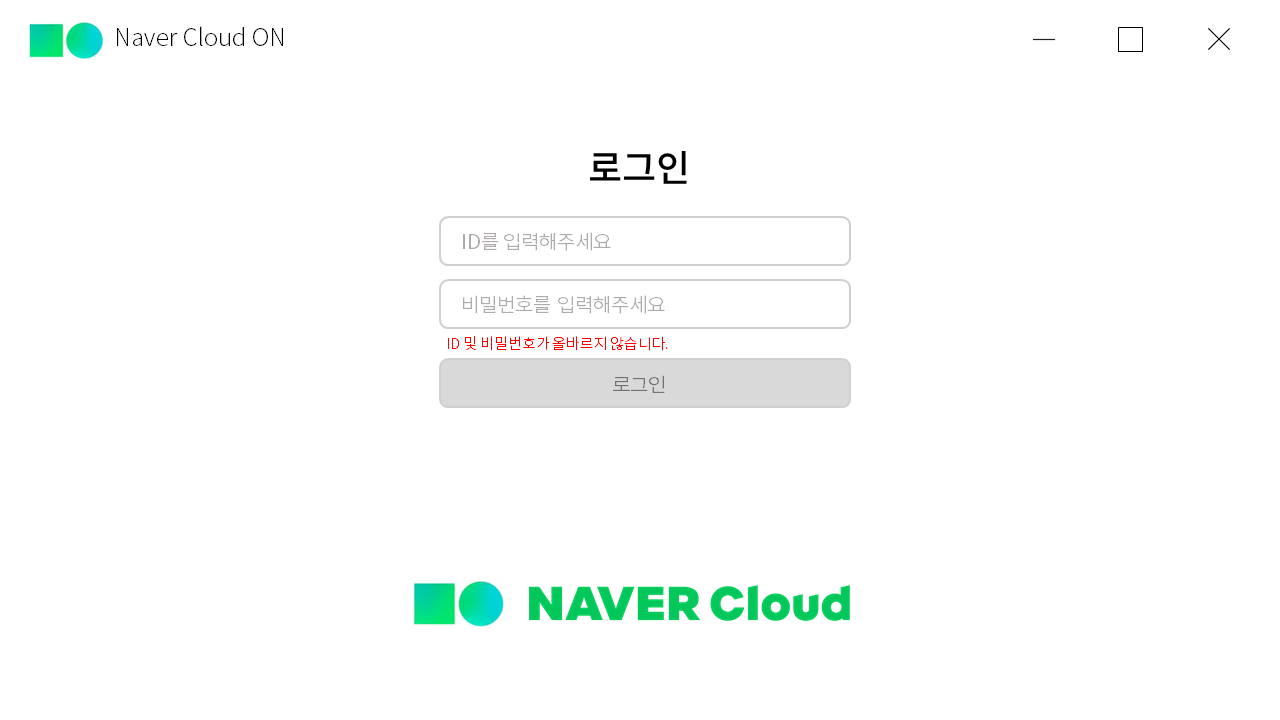 Naver Cloud ON
로그인
ID를 입력해주세요
비밀번호를 입력해주세요
ID 및 비밀번호가 올바르지 않습니다.
로그인
NAVER Cloud